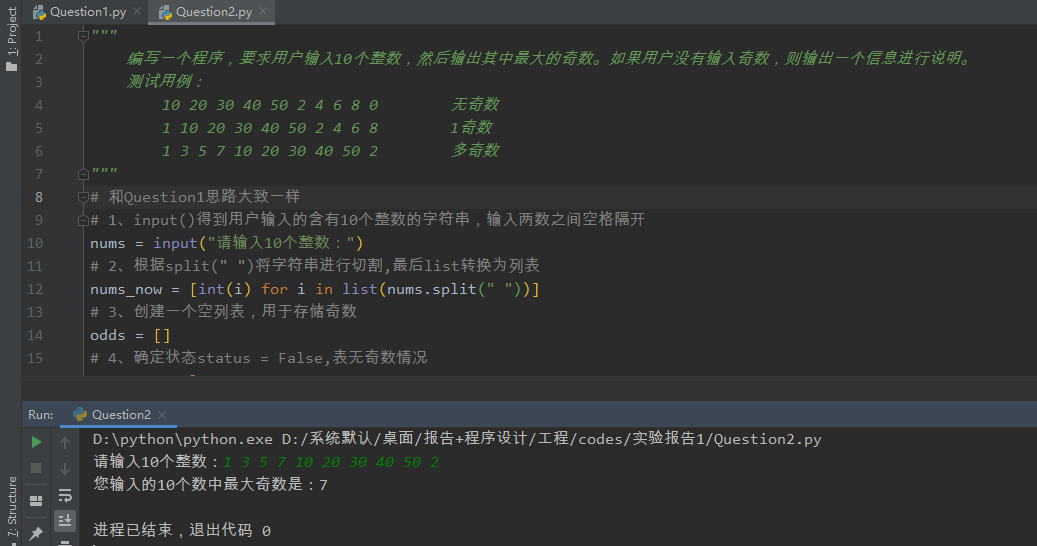 1: Project
Question1.py × Question2.py ×
1 """
2 编写一个程序，要求用户输入10个整数，然后输出其中最大的奇数。如果用户没有输入奇数，则输出一个信息进行说明。
3 测试用例：
4 10 20 30 40 50 2 4 6 8 0 无奇数
5 1 10 20 30 40 50 2 4 6 8 1奇数
6 1 3 5 7 10 20 30 40 50 2 多奇数
7 """
8 # 和Question1思路大致一样
9 # 1、input()得到用户输入的含有10个整数的字符串，输入两数之间空格隔开
10 nums = input("请输入10个整数：")
11 # 2、根据split(" ")将字符串进行切割,最后list转换为列表
12 nums_now = [int(i) for i in list(nums.split(" "))]
13 # 3、创建一个空列表，用于存储奇数
14 odds = []
15 # 4、确定状态status = False,表无奇数情况
Run: Question2 ×
D:\python\python.exe D:/系统默认/桌面/报告+程序设计/工程/codes/实验报告1/Question2.py
请输入10个整数：1 3 5 7 10 20 30 40 50 2
您输入的10个数中最大奇数是：7
进程已结束，退出代码 0
7: Structure